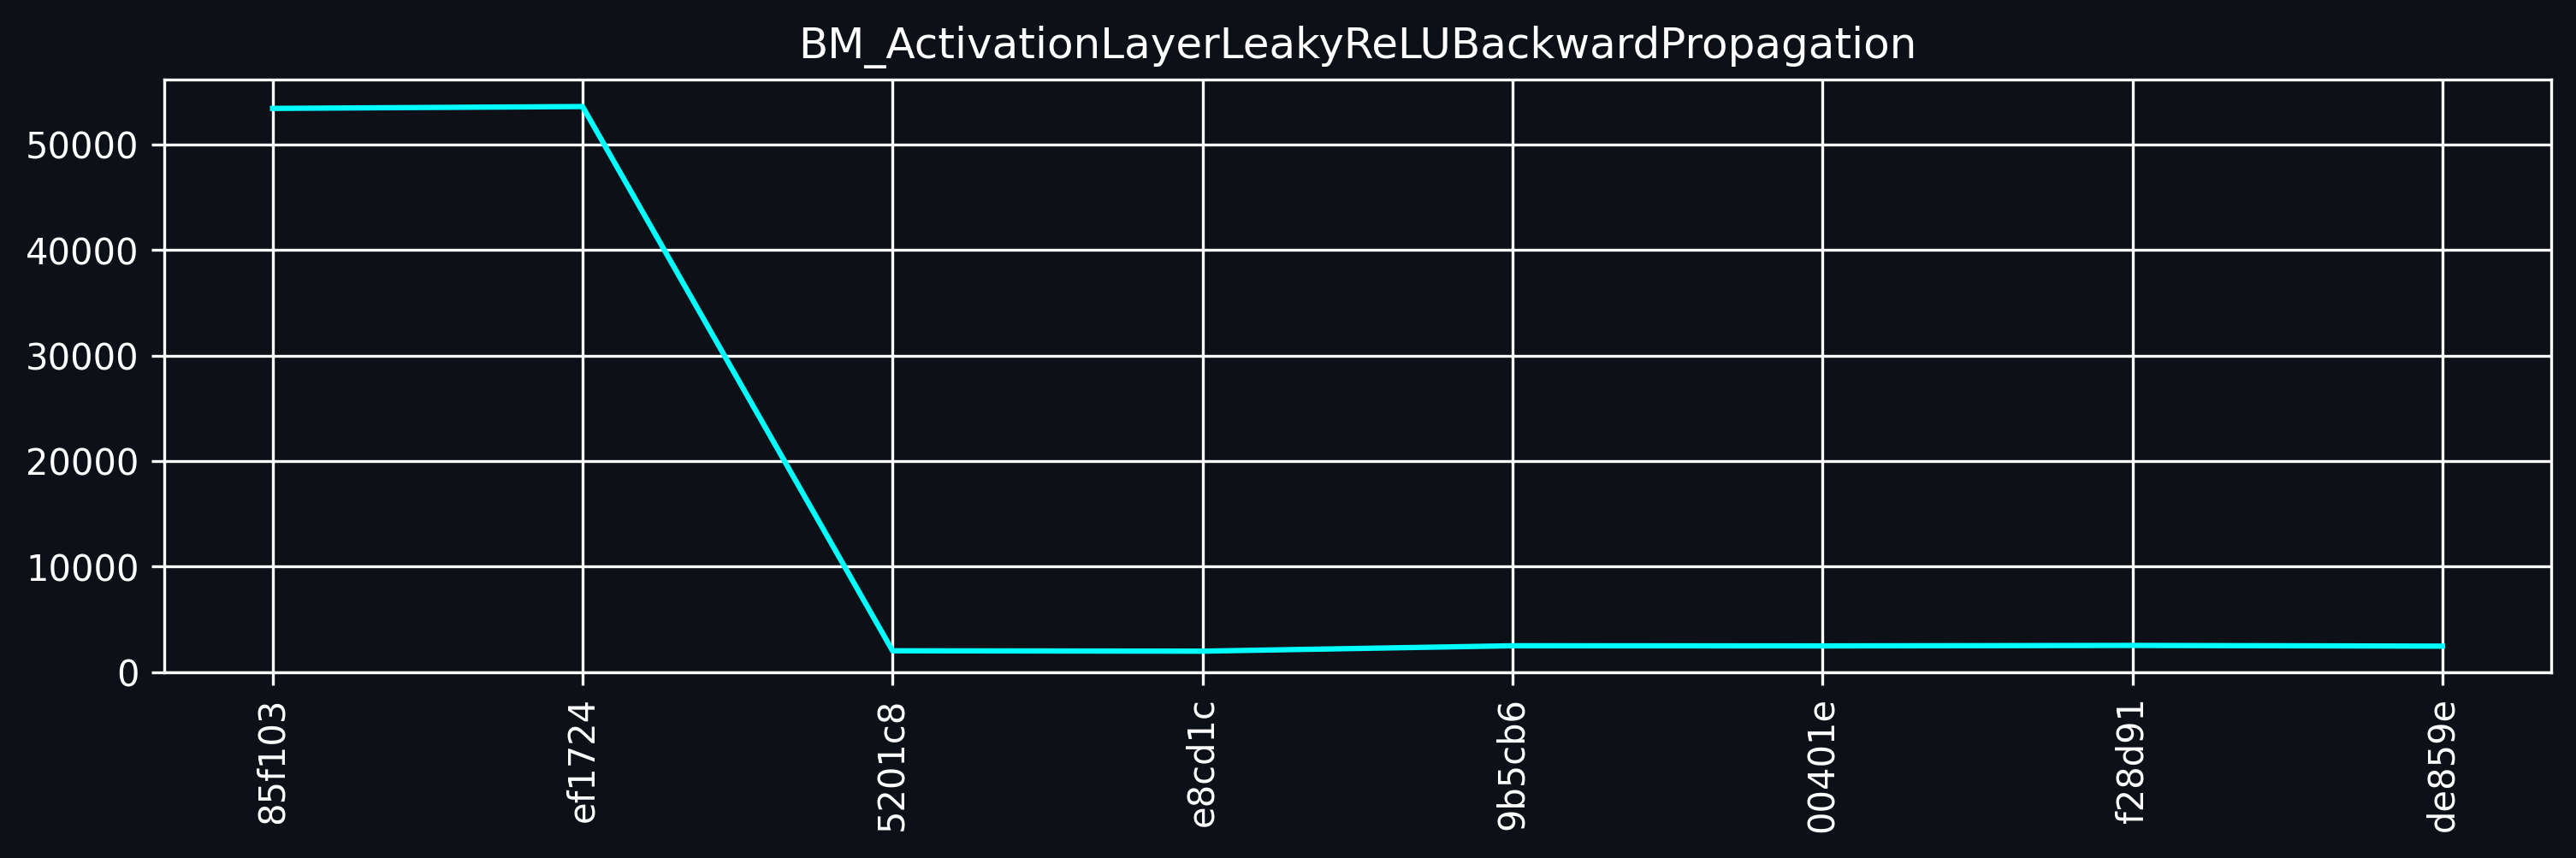 BM_ActivationLayerLeakyReLUBackwardPropagation
50000
40000
30000
20000
10000
0
85f103
ef1724
5201c8
e8cd1c
9b5cb6
00401e
f28d91
de859e